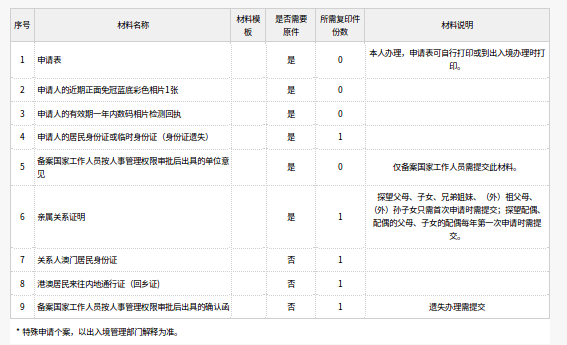 序号 材料名称 材料模板 是否需要原件 所需复印件份数 材料说明
1 申请表 是 0 本人办理，申请表可自行打印或到出入境办理时打印。
2 申请人的近期正面免冠蓝底彩色相片1张 是 0
3 申请人的有效期一年内数码相片检测回执 是 0
4 申请人的居民身份证或临时身份证（身份证遗失） 是 1
5 备案国家工作人员按人事管理权限审批后出具的单位意见 是 0 仅备案国家工作人员需提交此材料。
6 亲属关系证明 是 1 探望父母、子女、兄弟姐妹、（外）祖父母、（外）孙子女只需首次申请时需提交；探望配偶、配偶的父母、子女的配偶每年第一次申请时需提交。
7 关系人澳门居民身份证 否 1
8 港澳居民来往内地通行证（回乡证） 否 1
9 备案国家工作人员按人事管理权限审批后出具的确认函 否 1 遗失办理需提交
* 特殊申请个案，以出入境管理部门解释为准。